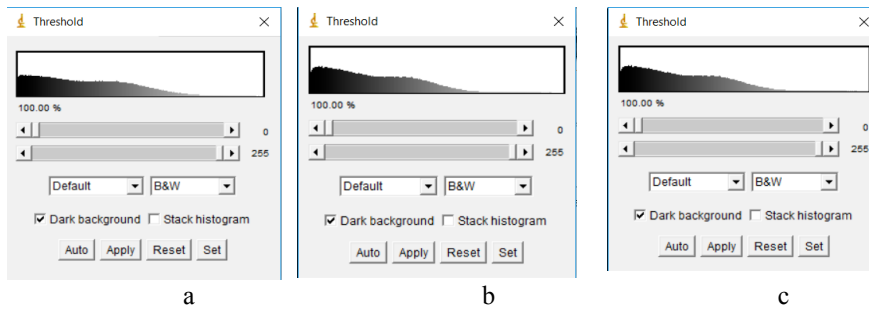 Threshold
100.00 %
0
255
Default B&W
Dark background Stack histogram
Auto Apply Reset Set
a
Threshold
100.00 %
0
255
Default B&W
Dark background Stack histogram
Auto Apply Reset Set
b
Threshold
100.00 %
0
255
Default B&W
Dark background Stack histogram
Auto Apply Reset Set
c